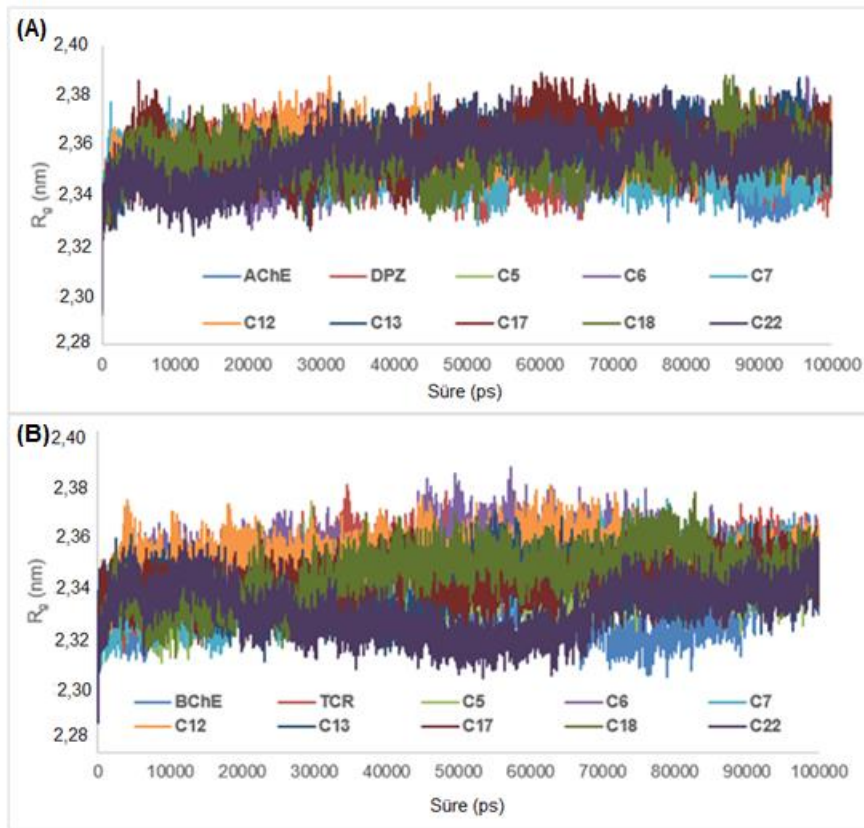 (A)
2,40
2,38
2,36
2,34
2,32
2,30
2,28
Rg (nm)
AChE DPZ C5 C6 C7
C12 C13 C17 C18 C22
0 10000 20000 30000 40000 50000 60000 70000 80000 90000 100000
Süre (ps)
(B)
2,40
2,38
2,36
2,34
2,32
2,30
2,28
Rg (nm)
BChE TCR C5 C6 C7
C12 C13 C17 C18 C22
0 10000 20000 30000 40000 50000 60000 70000 80000 90000 100000
Süre (ps)